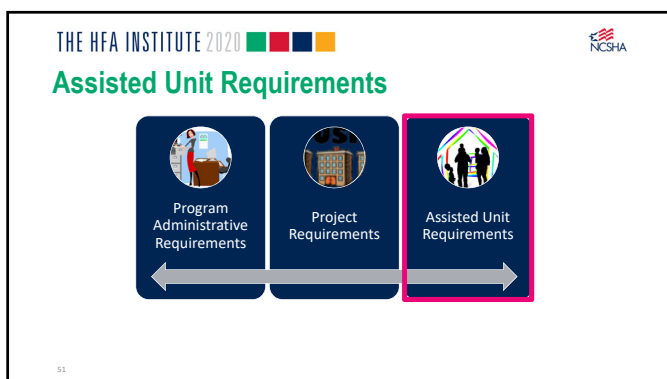 THE HFA INSTITUTE 2020
NCSHA
Assisted Unit Requirements
Program
Administrative
Requirements
Project
Requirements
Assisted Unit
Requirements
51